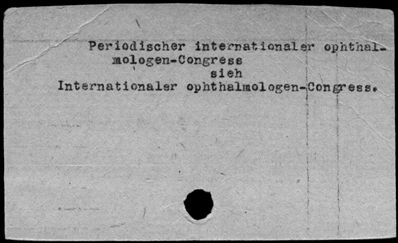 Periodischer internationaler ophthal-
mologen-Congress
sieh
Internationaler ophthalmologen-Congress.